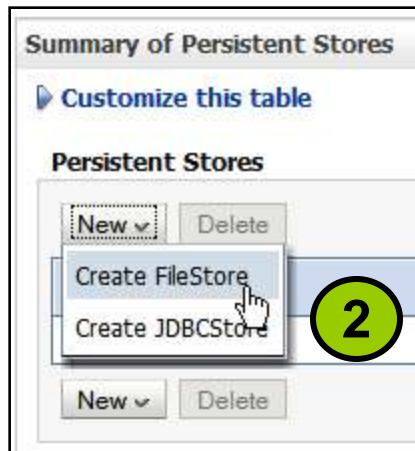 Summary of Persistent Stores
Customize this table
Persistent Stores
New Delete
Create FileStore
Create JDBCStore
2
New Delete